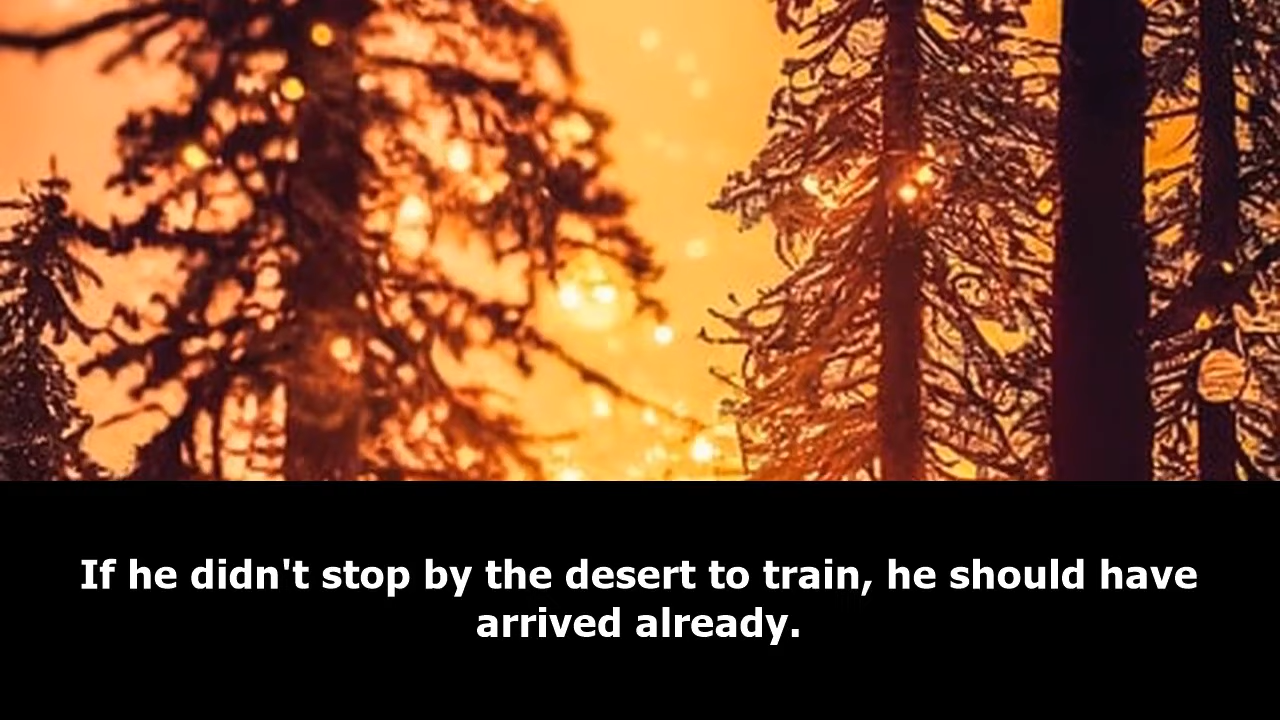 If he didn't stop by the desert to train, he should have
arrived already.